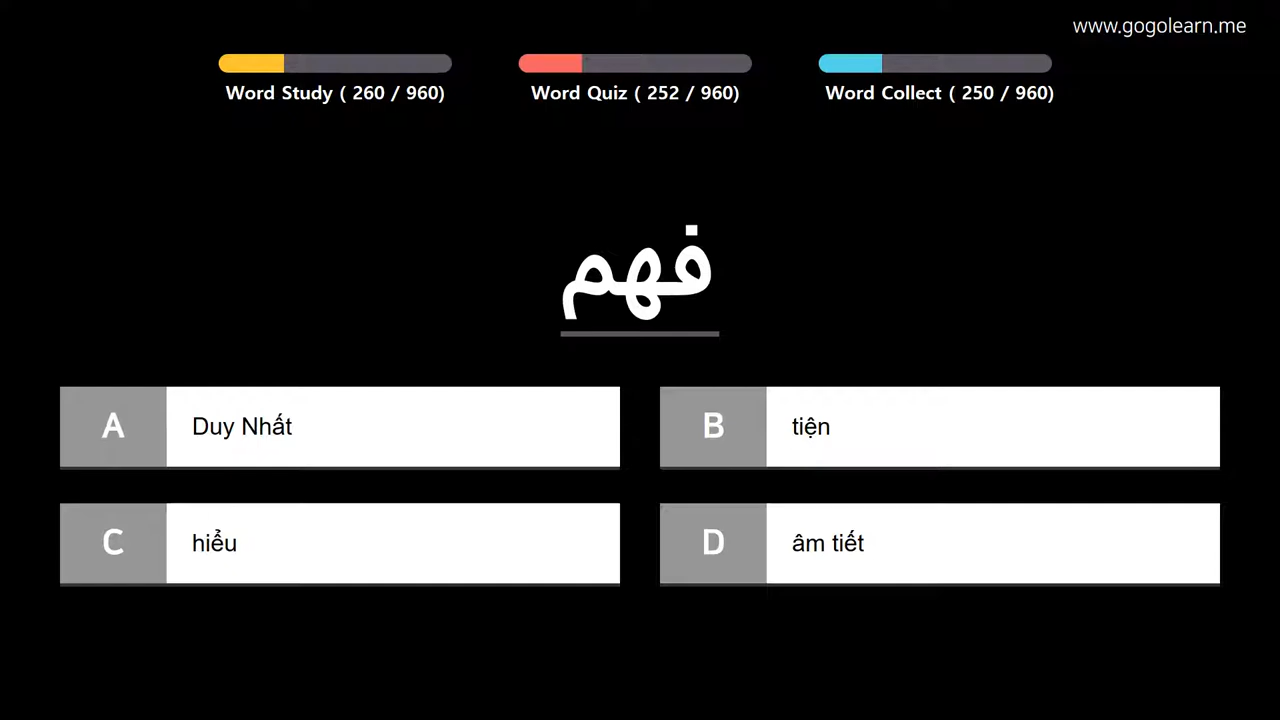 www.gogolearn.me
Word Study ( 260 / 960)
Word Quiz ( 252 / 960)
Word Collect ( 250 / 960)
فهم
A
Duy Nhất
B
tiện
C
hiểu
D
âm tiết